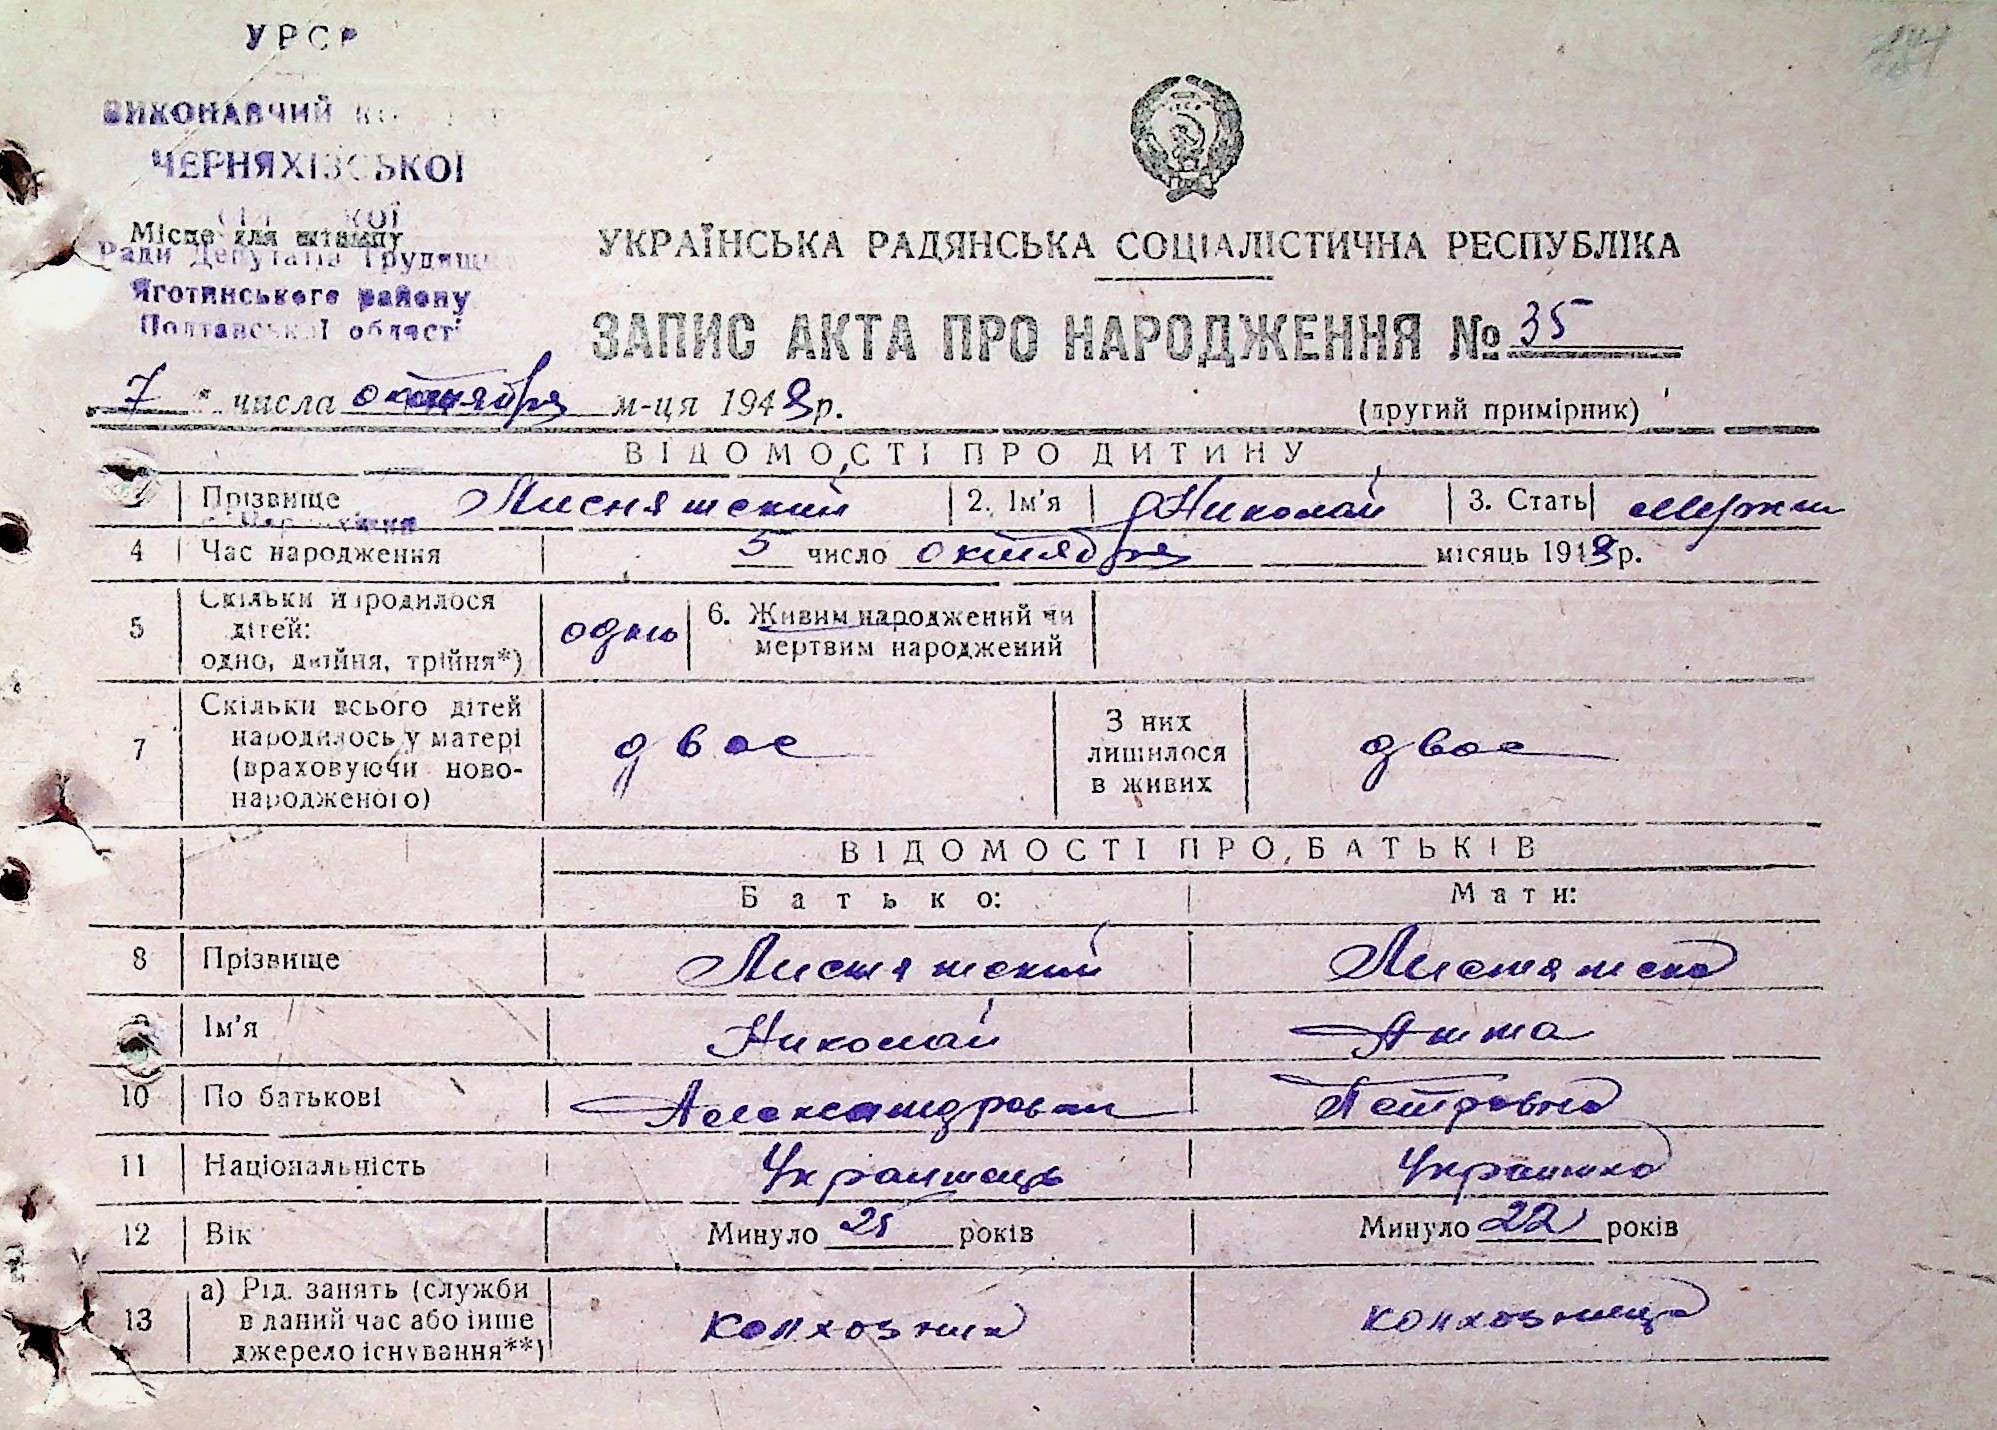 УРСР
ВИКОНАВЧИЙ
ЧЕРНЯХІВСЬКОЇ
Місце для штампу
Ради Депутатів Трудящих
Яготинського району
Полтавської області
УКРАЇНСЬКА РАДЯНСЬКА СОЦІАЛІСТИЧНА РЕСПУБЛІКА
ЗАПИС АКТА ПРО НАРОДЖЕННЯ № 35
7 числа октября м-ця 1948 р.
(другий примірник)
ВІДОМОСТІ ПРО ДИТИНУ
Прізвище Лиснянский 2. Ім'я Николай 3. Стать
4 Час народження 5 число октября місяць 1948 р.
5 Скільки народилося дітей: одно, двійня, трійня*) одно 6. Живим народжений чи мертвим народжений
7 Скільки всього дітей народилось у матері (враховуючи новонародженого) двое З них лишилося в живих двое
ВІДОМОСТІ ПРО БАТЬКІВ
Батько: Мати:
8 Прізвище Лиснянский Лиснянска
9 Ім'я Николай Анна
10 По батькові Александрович Петровна
11 Національність Украинець Украинка
12 Вік Минуло 25 років Минуло 22 років
13 а) Рід занять (служби в даний час або інше джерело існування**) колхозник колхозница